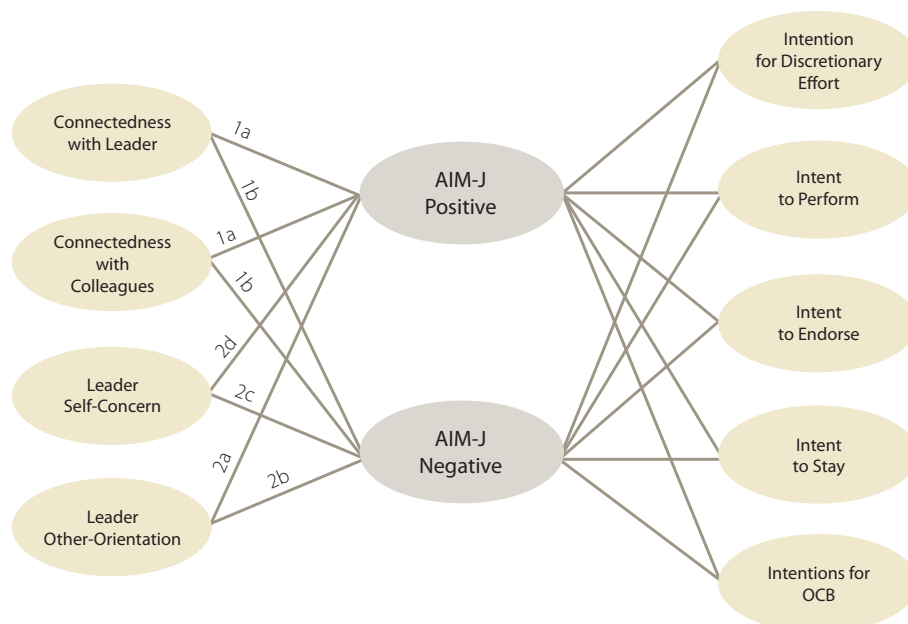 Connectedness
with Leader
Connectedness
with
Colleagues
Leader
Self-Concern
Leader
Other-Orientation
1a
1b
1a
1b
2d
2c
2a
2b
AIM-J
Positive
AIM-J
Negative
Intention
for Discretionary
Effort
Intent
to Perform
Intent
to Endorse
Intent
to Stay
Intentions for
OCB